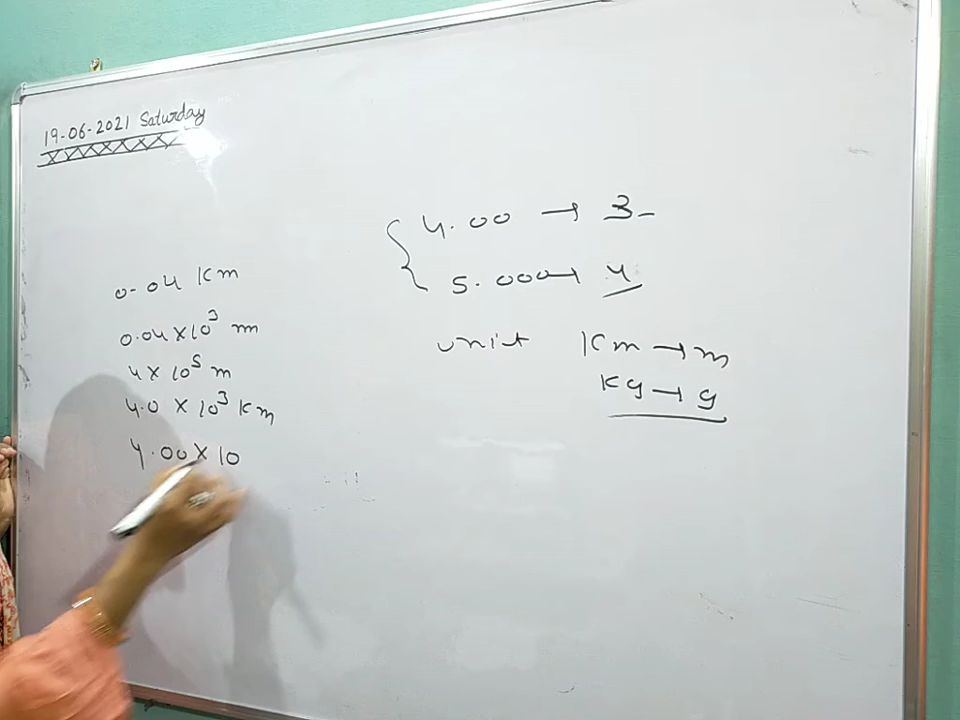 19-06-2021 Saturday
0.04 Km
0.04 × 10³ m
4 × 10⁵ m
4.0 × 10³ Km
4.00 × 10
4.00 → 3
5.000 → 4
unit Km → m
Kg → g